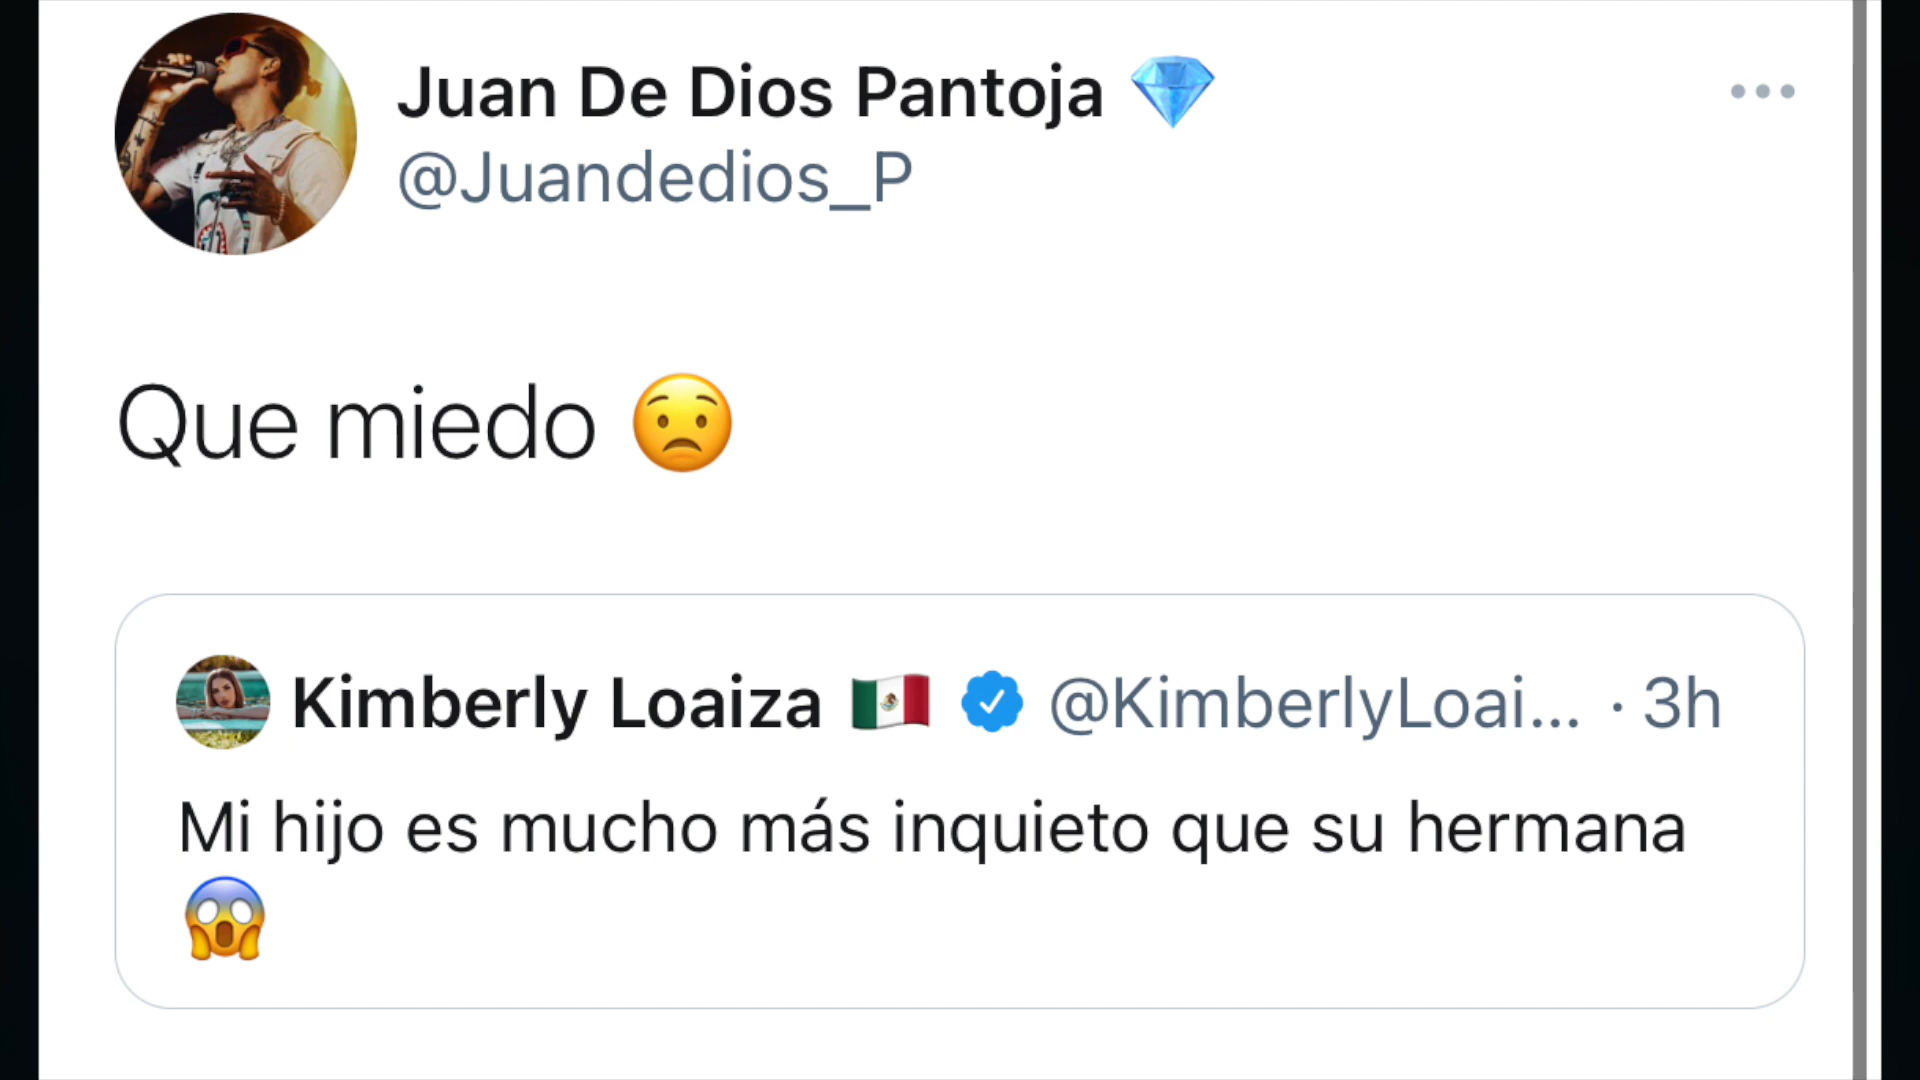 Juan De Dios Pantoja 💎
@Juandedios_P
Que miedo 😟
Kimberly Loaiza 🇲🇽 @KimberlyLoai... · 3h
Mi hijo es mucho más inquieto que su hermana
😱